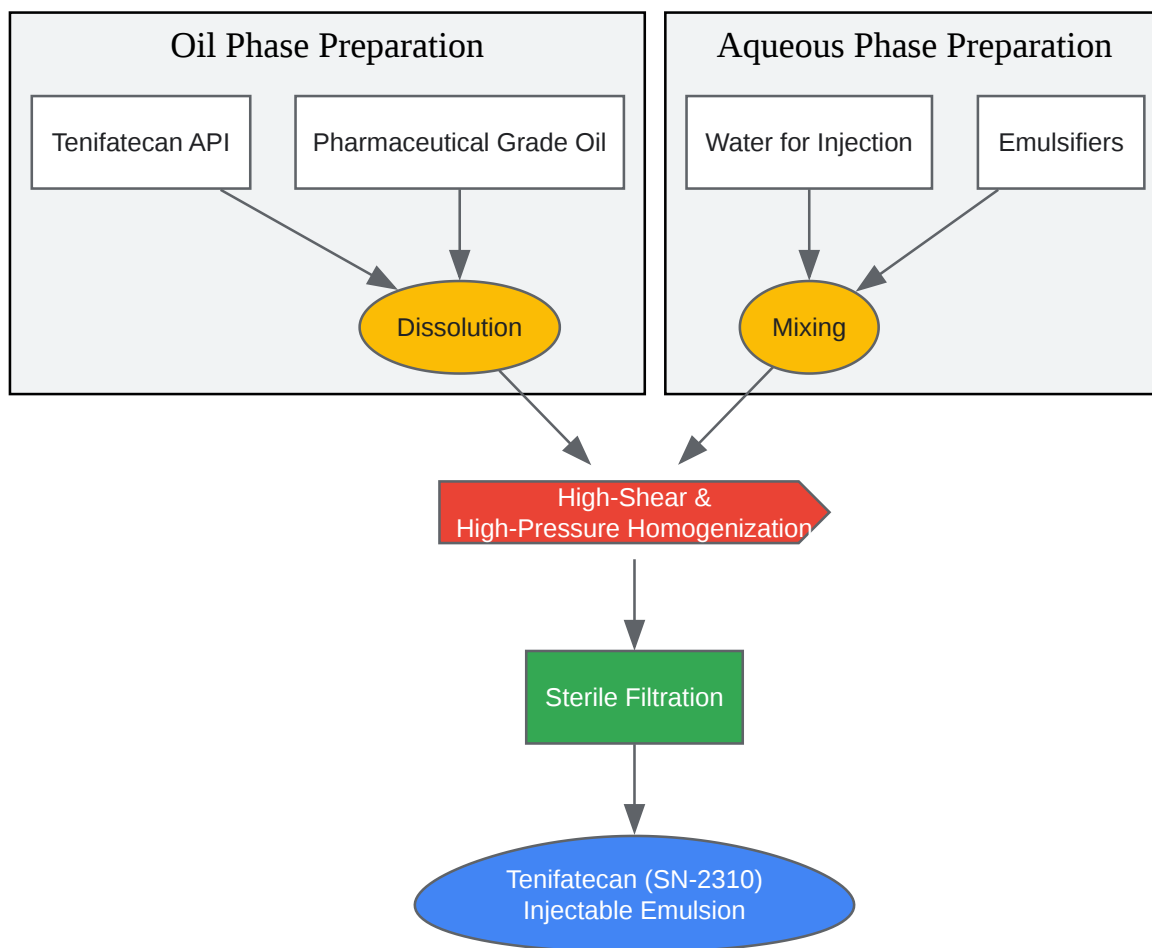 Oil Phase Preparation
Aqueous Phase Preparation
Tenifatecan API
Pharmaceutical Grade Oil
Water for Injection
Emulsifiers
Dissolution
Mixing
High-Shear &
High-Pressure Homogenization
Sterile Filtration
Tenifatecan (SN-2310)
Injectable Emulsion